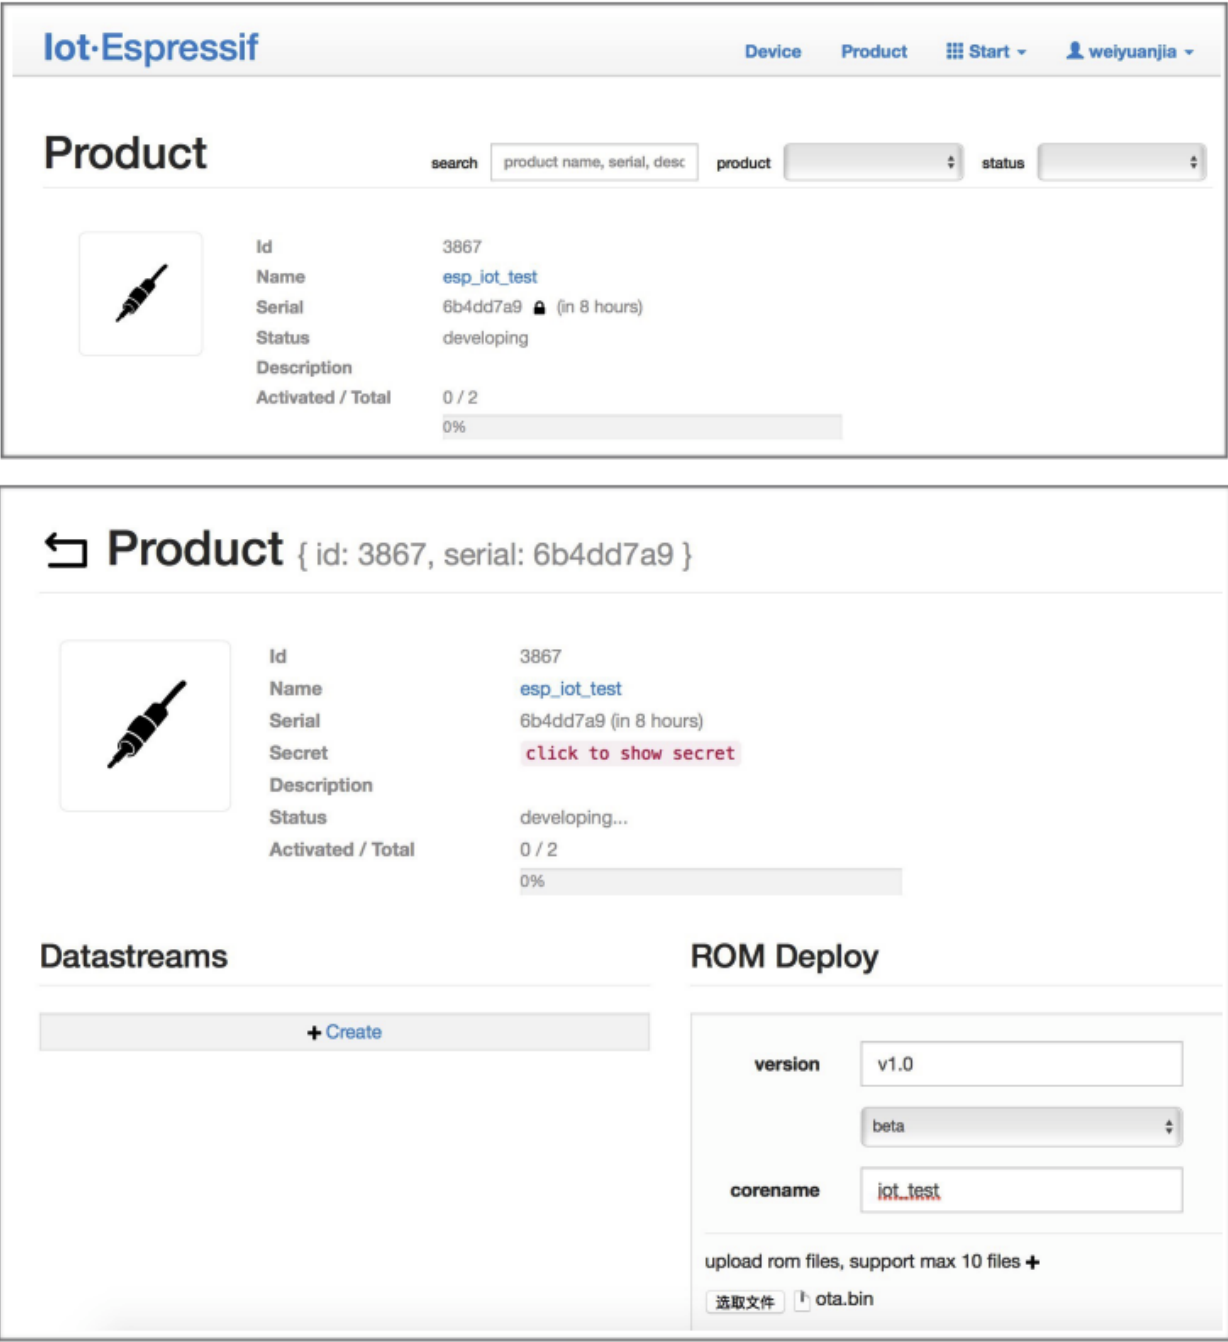 Iot·Espressif Device Product Start weiyuanjia
Product search product name, serial, desc product status
Id 3867
Name esp_iot_test
Serial 6b4dd7a9 (in 8 hours)
Status developing
Description
Activated / Total 0 / 2
0%
Product { id: 3867, serial: 6b4dd7a9 }
Id 3867
Name esp_iot_test
Serial 6b4dd7a9 (in 8 hours)
Secret click to show secret
Description
Status developing...
Activated / Total 0 / 2
0%
Datastreams
+ Create
ROM Deploy
version v1.0
beta
corename iot_test
upload rom files, support max 10 files +
选取文件 ota.bin